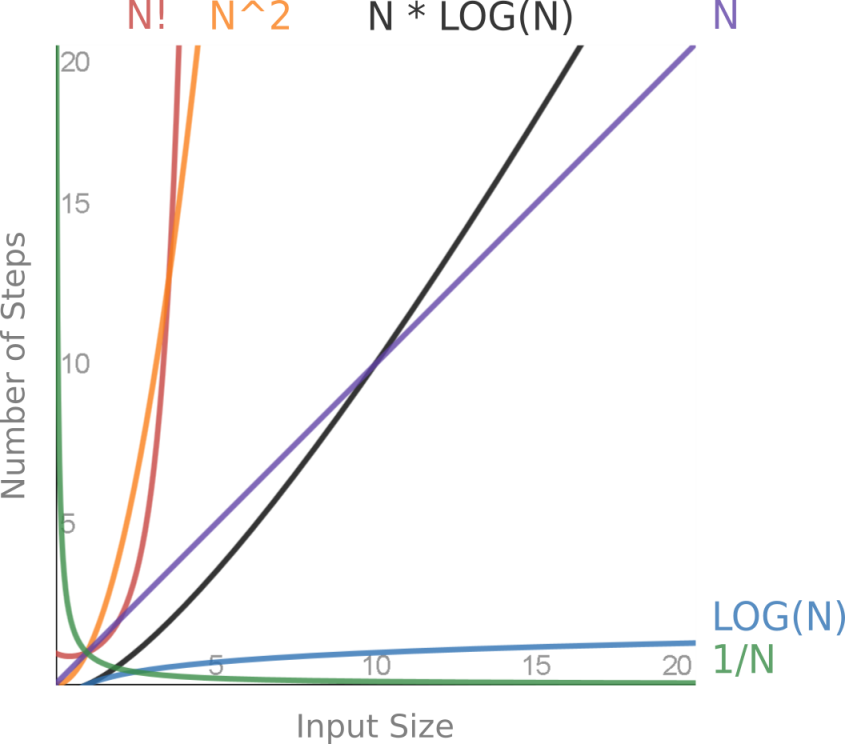 N! N^2 N * LOG(N) N
20
15
10
5
Number of Steps
LOG(N)
1/N
5 10 15 20
Input Size